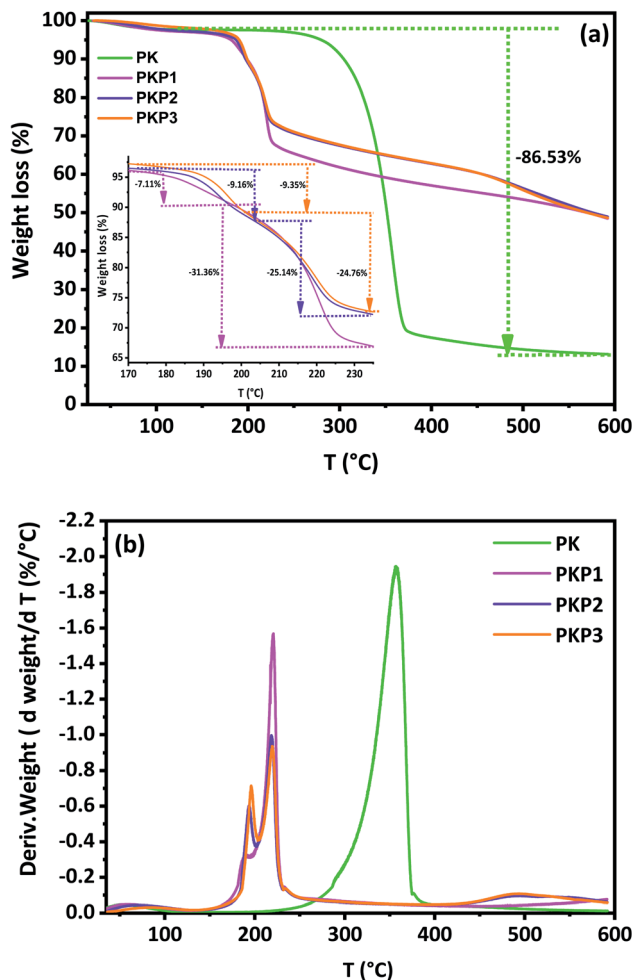 (a)
100
90
80
70
60
50
40
30
20
10
0
Weight loss (%)
PK
PKP1
PKP2
PKP3
-86.53%
95
90
85
80
75
70
65
Weight loss (%)
-7.11%
-9.16%
-9.35%
-31.36%
-25.14%
-24.76%
170 180 190 200 210 220 230
T (°C)
100 200 300 400 500 600
T (°C)
(b)
-2.2
-2.0
-1.8
-1.6
-1.4
-1.2
-1.0
-0.8
-0.6
-0.4
-0.2
0.0
Deriv.Weight ( d weight/d T (%/°C)
PK
PKP1
PKP2
PKP3
100 200 300 400 500 600
T (°C)